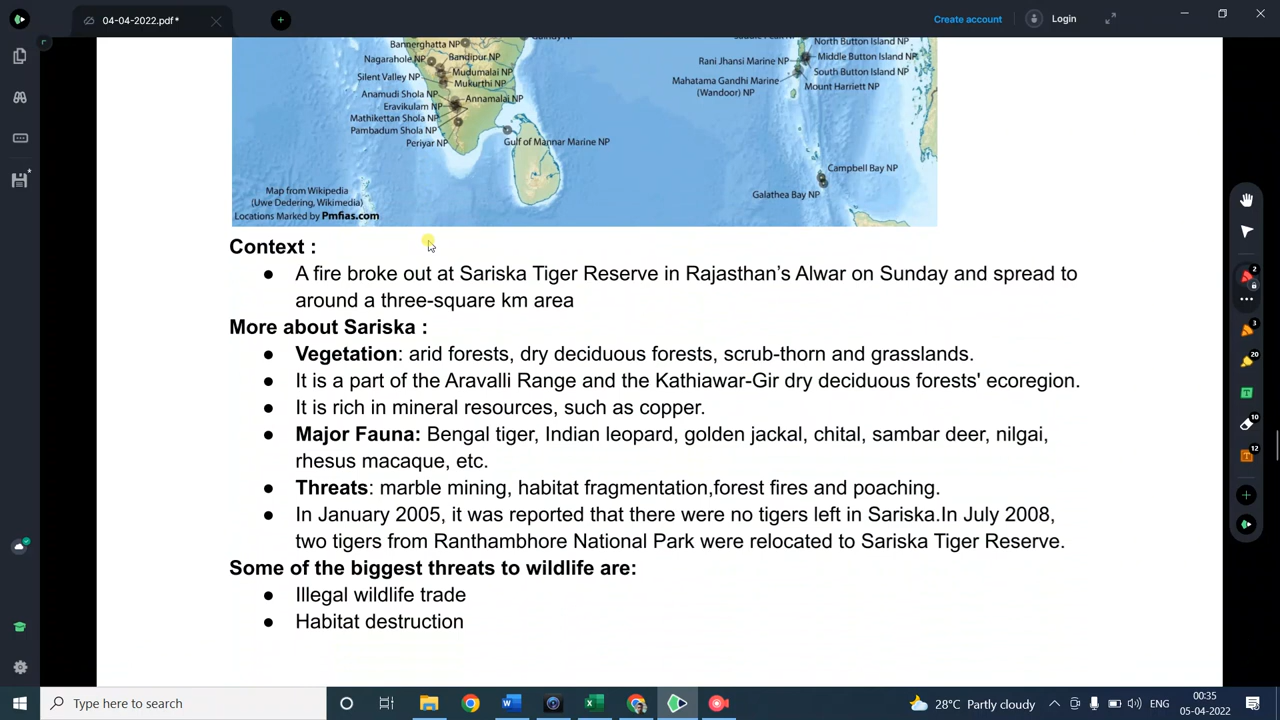 04-04-2022.pdf*
Create account
Login
Bannerghatta NP
Nagarahole NP
Bandipur NP
Silent Valley NP
Mudumalai NP
Mukurthi NP
Anamudi Shola NP
Annamalai NP
Eravikulam NP
Mathikettan Shola NP
Pambadum Shola NP
Periyar NP
Gulf of Mannar Marine NP
North Button Island NP
Rani Jhansi Marine NP
Middle Button Island NP
South Button Island NP
Mahatama Gandhi Marine
(Wandoor) NP
Mount Harriett NP
Campbell Bay NP
Galathea Bay NP
Map from Wikipedia
(Uwe Dedering, Wikimedia)
Locations Marked by Pmfias.com
Context :
● A fire broke out at Sariska Tiger Reserve in Rajasthan's Alwar on Sunday and spread to
around a three-square km area
More about Sariska :
● Vegetation: arid forests, dry deciduous forests, scrub-thorn and grasslands.
● It is a part of the Aravalli Range and the Kathiawar-Gir dry deciduous forests' ecoregion.
● It is rich in mineral resources, such as copper.
● Major Fauna: Bengal tiger, Indian leopard, golden jackal, chital, sambar deer, nilgai,
rhesus macaque, etc.
● Threats: marble mining, habitat fragmentation,forest fires and poaching.
● In January 2005, it was reported that there were no tigers left in Sariska.In July 2008,
two tigers from Ranthambhore National Park were relocated to Sariska Tiger Reserve.
Some of the biggest threats to wildlife are:
● Illegal wildlife trade
● Habitat destruction
2
3
20
10
12
Type here to search
28°C Partly cloudy
ENG
00:35
05-04-2022